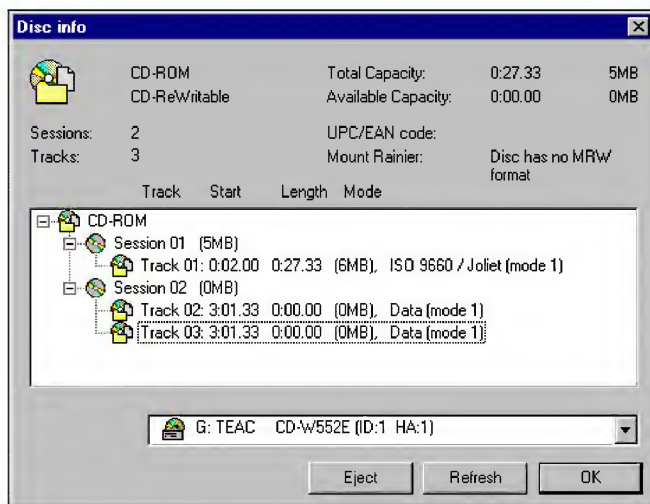 Disc info
CD-ROM Total Capacity: 0:27.33 5MB
CD-ReWritable Available Capacity: 0:00.00 0MB
Sessions: 2 UPC/EAN code:
Tracks: 3 Mount Rainier: Disc has no MRW
format
Track Start Length Mode
CD-ROM
Session 01 (5MB)
Track 01: 0:02.00 0:27.33 (6MB), ISO 9660 / Joliet (mode 1)
Session 02 (0MB)
Track 02: 3:01.33 0:00.00 (0MB), Data (mode 1)
Track 03: 3:01.33 0:00.00 (0MB), Data (mode 1)
G: TEAC CD-W552E (ID:1 HA:1)
Eject Refresh OK